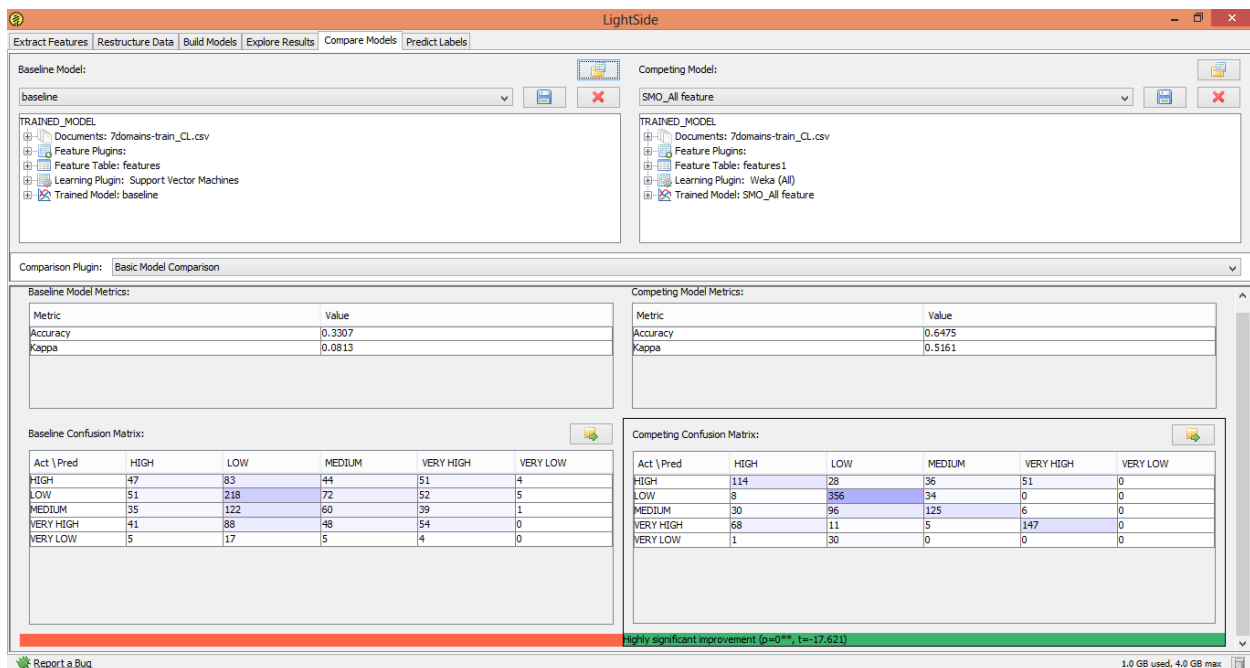 LightSide
Extract Features Restructure Data Build Models Explore Results Compare Models Predict Labels
Baseline Model:
baseline
TRAINED_MODEL
Documents: 7domains-train_CL.csv
Feature Plugins:
Feature Table: features
Learning Plugin: Support Vector Machines
Trained Model: baseline
Competing Model:
SMO_All feature
TRAINED_MODEL
Documents: 7domains-train_CL.csv
Feature Plugins:
Feature Table: features1
Learning Plugin: Weka (All)
Trained Model: SMO_All feature
Comparison Plugin: Basic Model Comparison
Baseline Model Metrics:
Metric Value
Accuracy 0.3307
Kappa 0.0813
Competing Model Metrics:
Metric Value
Accuracy 0.6475
Kappa 0.5161
Baseline Confusion Matrix:
Act \ Pred HIGH LOW MEDIUM VERY HIGH VERY LOW
HIGH 47 83 44 51 4
LOW 51 218 72 52 5
MEDIUM 35 122 60 39 1
VERY HIGH 41 88 48 54 0
VERY LOW 5 17 5 4 0
Competing Confusion Matrix:
Act \ Pred HIGH LOW MEDIUM VERY HIGH VERY LOW
HIGH 114 28 36 51 0
LOW 8 356 34 0 0
MEDIUM 30 96 125 6 0
VERY HIGH 68 11 5 147 0
VERY LOW 1 30 0 0 0
Highly significant improvement (p=0**, t=-17.621)
Report a Bug
1.0 GB used, 4.0 GB max